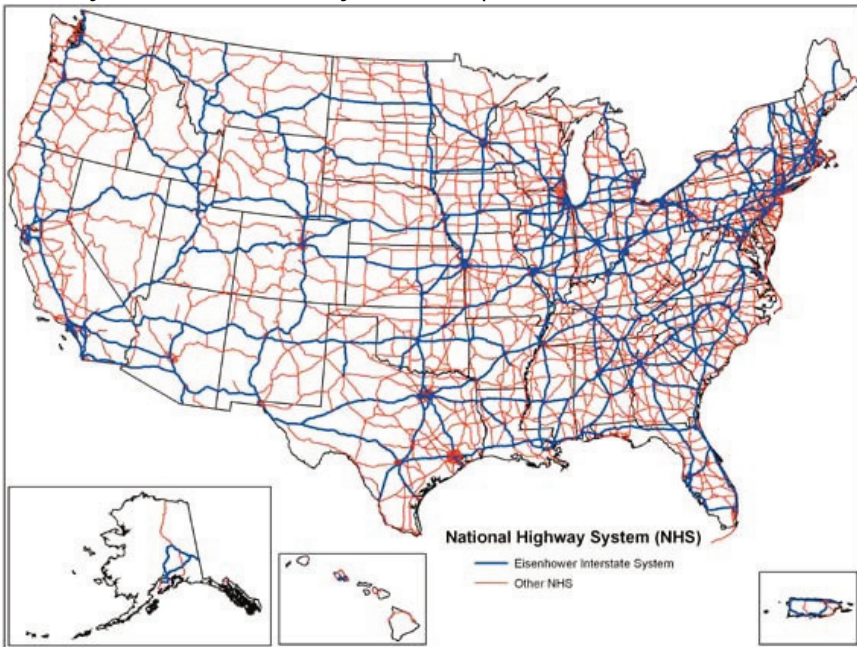 National Highway System (NHS)
Eisenhower Interstate System
Other NHS